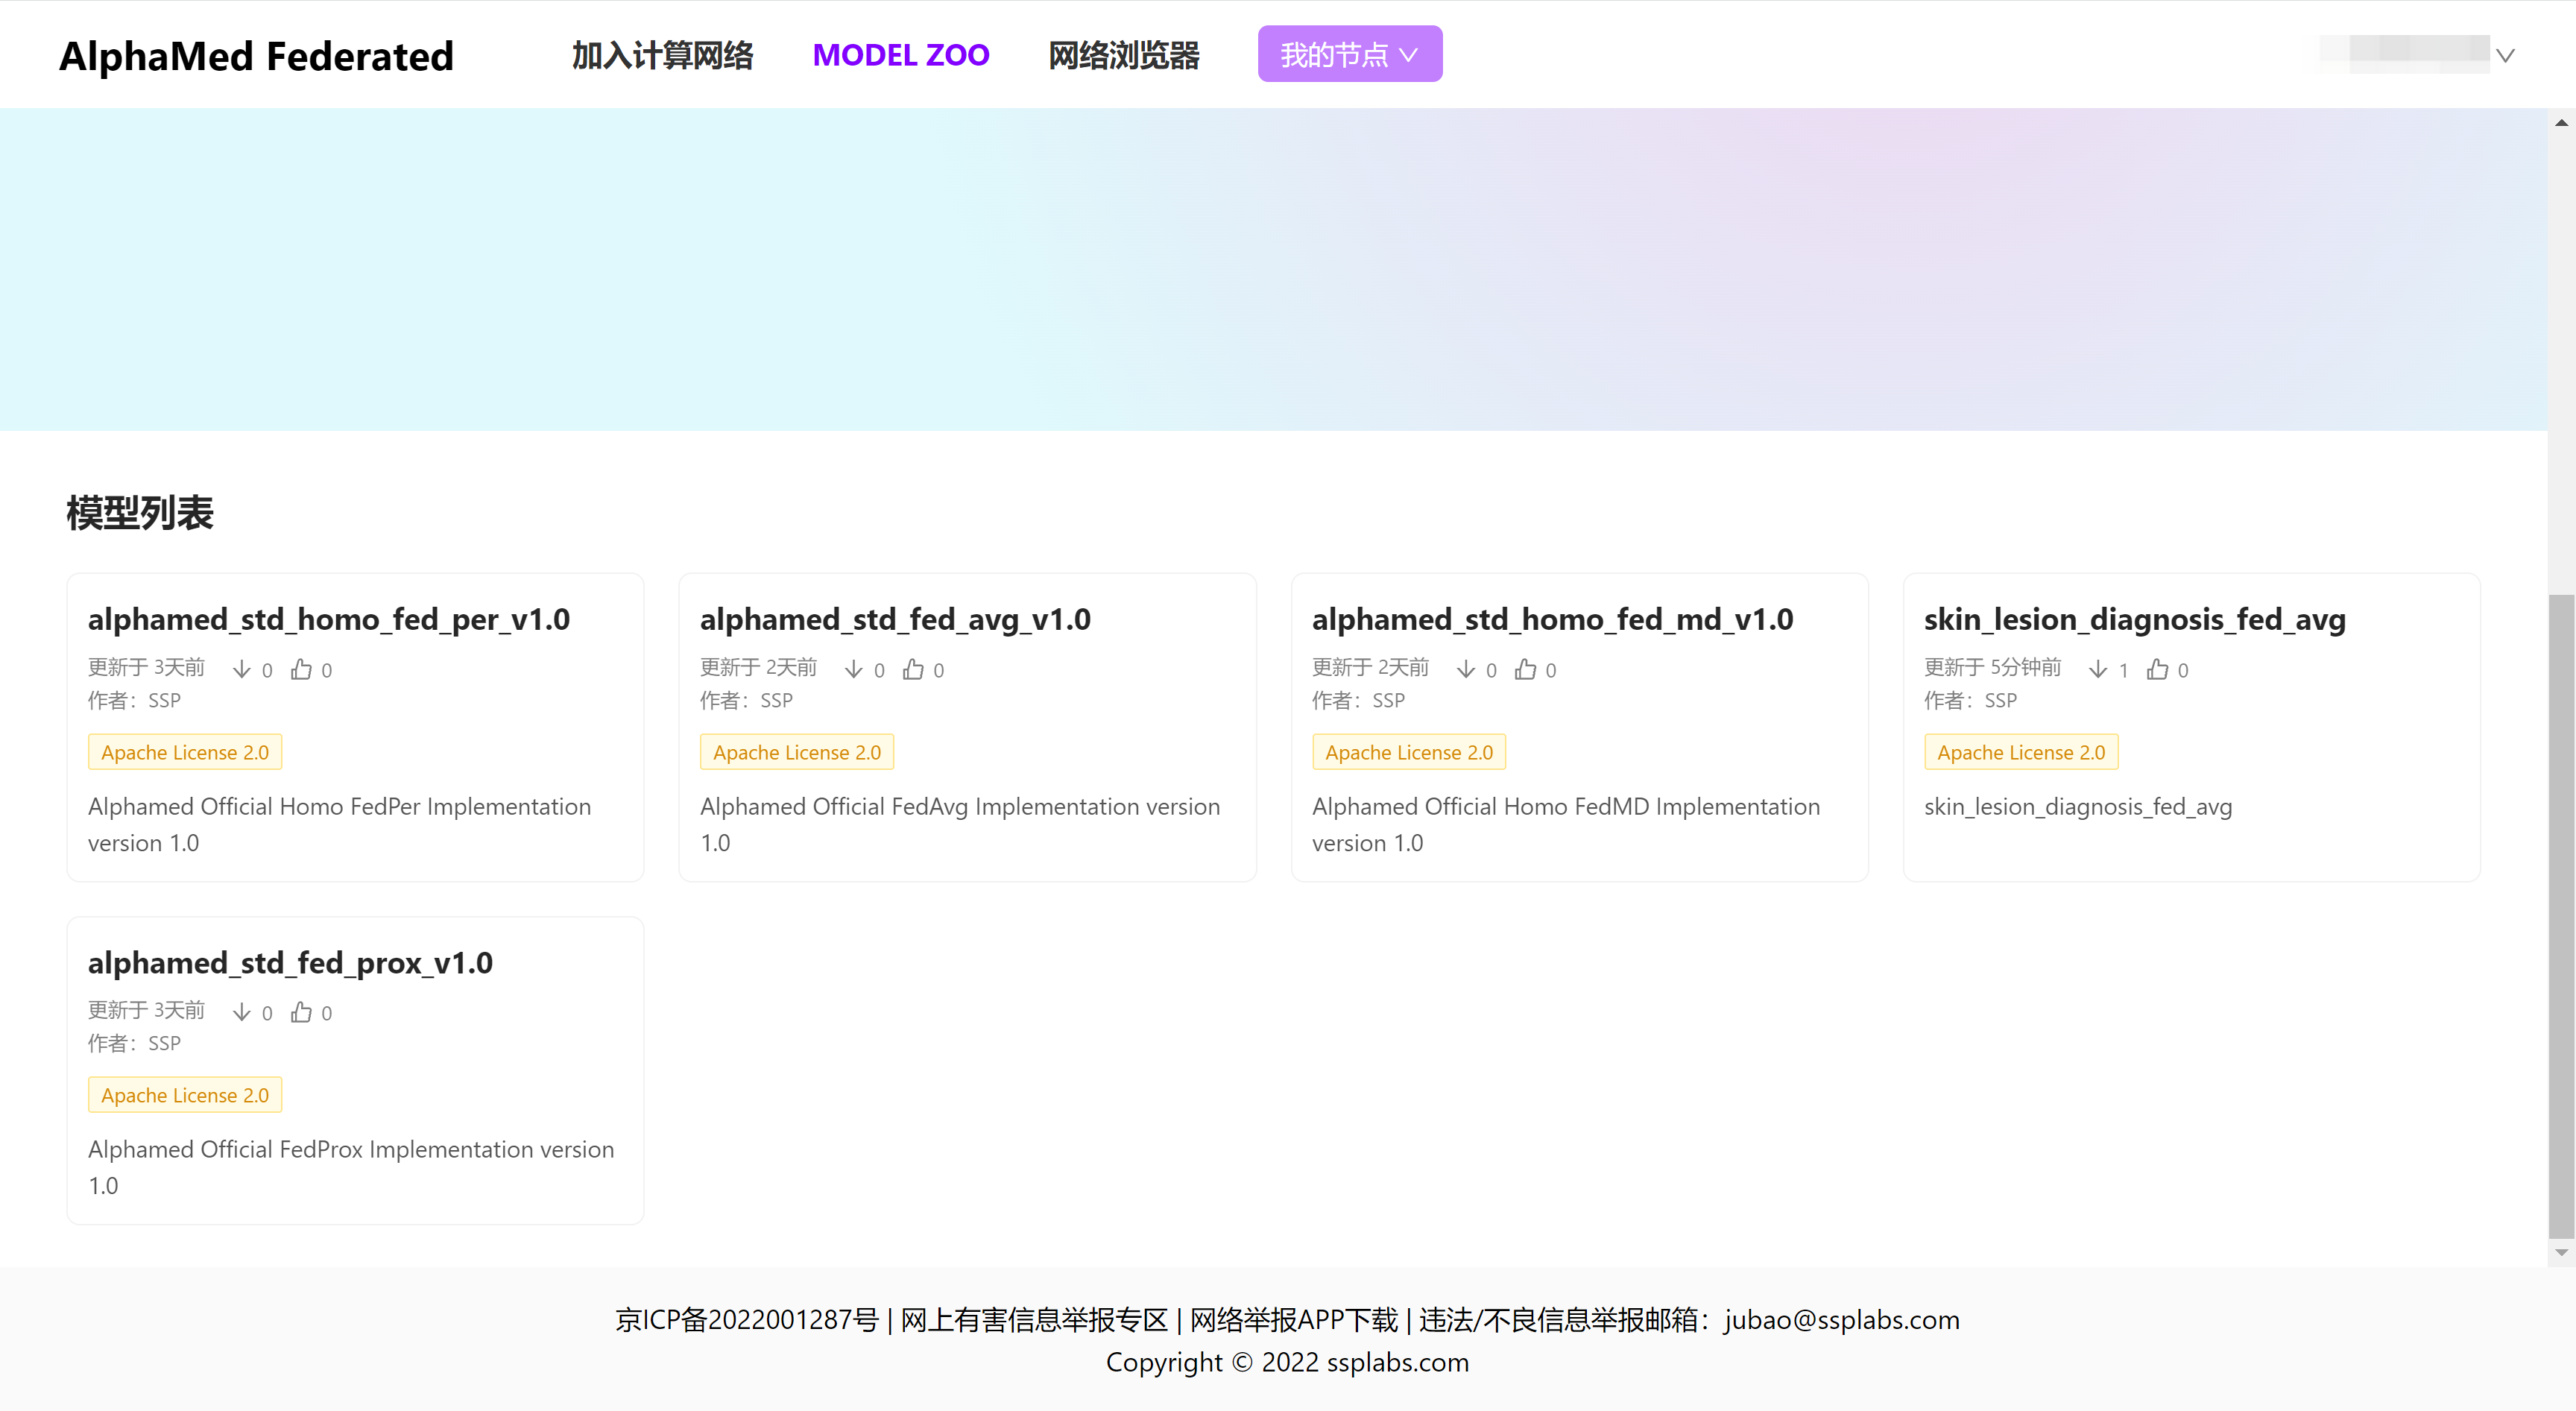 AlphaMed Federated 加入计算网络 MODEL ZOO 网络浏览器 我的节点
模型列表
alphamed_std_homo_fed_per_v1.0
更新于 3天前 0 0
作者：SSP
Apache License 2.0
Alphamed Official Homo FedPer Implementation
version 1.0
alphamed_std_fed_avg_v1.0
更新于 2天前 0 0
作者：SSP
Apache License 2.0
Alphamed Official FedAvg Implementation version
1.0
alphamed_std_homo_fed_md_v1.0
更新于 2天前 0 0
作者：SSP
Apache License 2.0
Alphamed Official Homo FedMD Implementation
version 1.0
skin_lesion_diagnosis_fed_avg
更新于 5分钟前 1 0
作者：SSP
Apache License 2.0
skin_lesion_diagnosis_fed_avg
alphamed_std_fed_prox_v1.0
更新于 3天前 0 0
作者：SSP
Apache License 2.0
Alphamed Official FedProx Implementation version
1.0
京ICP备2022001287号 | 网上有害信息举报专区 | 网络举报APP下载 | 违法/不良信息举报邮箱：jubao@ssplabs.com
Copyright © 2022 ssplabs.com